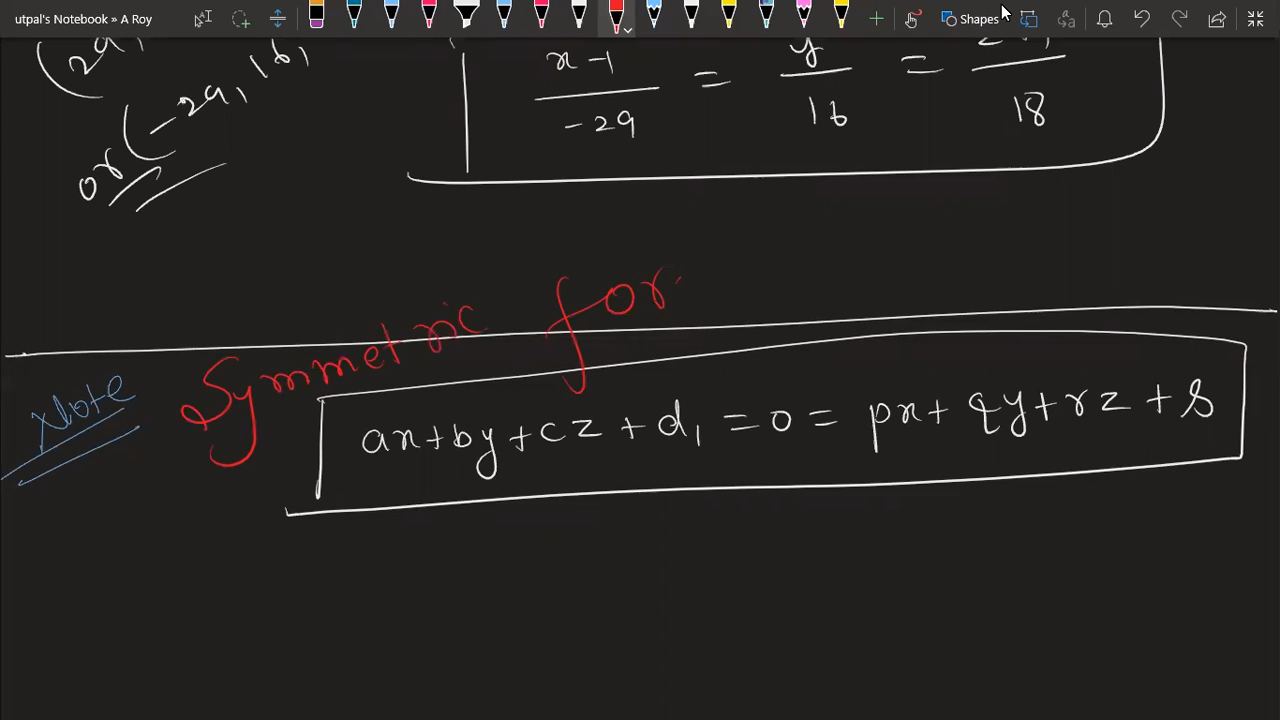 utpal's Notebook » A Roy
Shapes
(2a,
or (-29, 16,
x-1 / -29 = y / 16 = / 18
Symmetric for
Note
ax+by+cz+d₁ = 0 = px+qy+rz+s